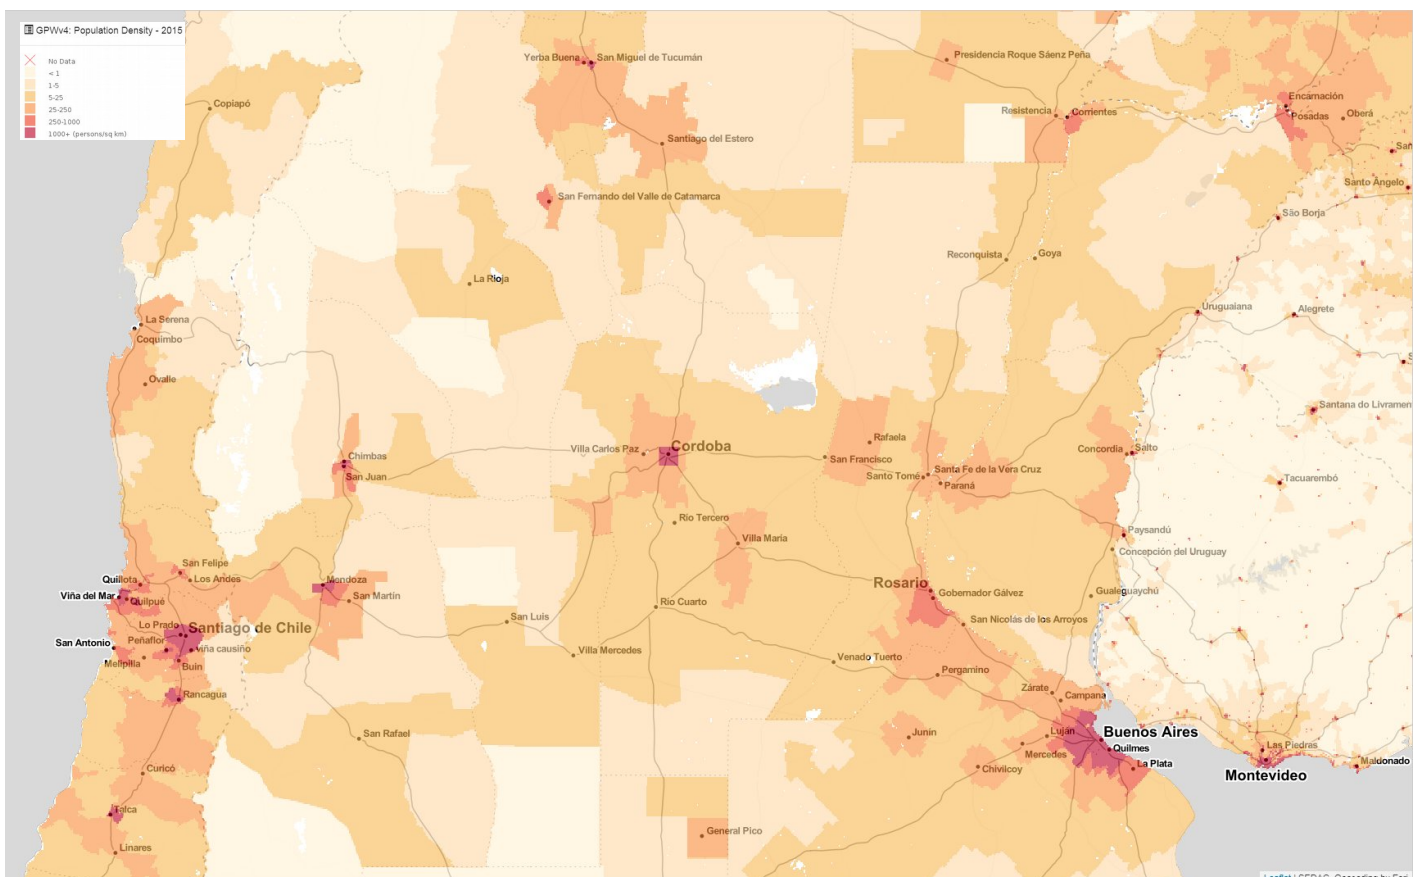 GPWv4: Population Density - 2015
No Data
< 1
1-5
5-25
25-250
250-1000
1000+ (persons/sq km)
Yerba Buena
San Miguel de Tucumán
Presidencia Roque Sáenz Peña
Copiapó
Encarnación
Resistencia
Corrientes
Posadas
Oberá
Santiago del Estero
San
Santo Ângelo
San Fernando del Valle de Catamarca
São Borja
Reconquista
Goya
La Rioja
Uruguaiana
Alegrete
La Serena
Coquimbo
Ovalle
S
Santana do Livramen
Rafaela
Villa Carlos Paz
Cordoba
Chimbas
San Francisco
Concordia
Salto
San Juan
Santa Fe de la Vera Cruz
Santo Tomé
Paraná
Tacuarembó
Río Tercero
Villa María
Paysandú
Concepción del Uruguay
San Felipe
Quillota
Los Andes
Mendoza
Rosario
Viña del Mar
Quilpué
San Martín
Gobernador Gálvez
Gualeguaychú
Río Cuarto
San Luis
Lo Prado
Santiago de Chile
San Nicolás de los Arroyos
San Antonio
Peñaflor
viña causiño
Melipilla
Buin
Villa Mercedes
Venado Tuerto
Pergamino
Rancagua
Zárate
Campana
San Rafael
Junín
Luján
Buenos Aires
Mercedes
Quilmes
Las Piedras
Chivilcoy
La Plata
Maldonado
Curicó
Montevideo
Talca
General Pico
Linares